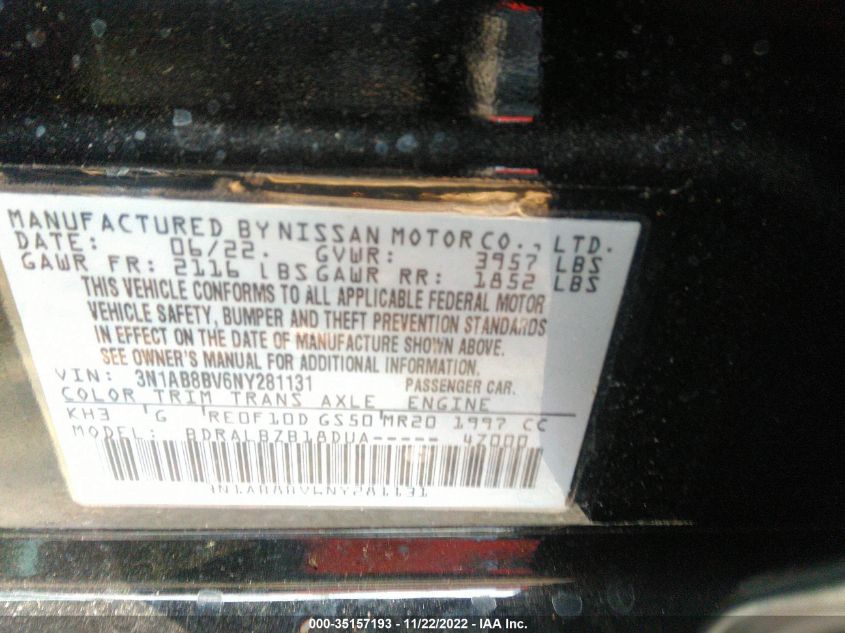 MANUFACTURED BY NISSAN MOTOR CO., LTD.
DATE: 06/22. GVWR: 3957 LBS
GAWR FR: 2116 LBS GAWR RR: 1852 LBS
THIS VEHICLE CONFORMS TO ALL APPLICABLE FEDERAL MOTOR
VEHICLE SAFETY, BUMPER AND THEFT PREVENTION STANDARDS
IN EFFECT ON THE DATE OF MANUFACTURE SHOWN ABOVE.
SEE OWNER'S MANUAL FOR ADDITIONAL INFORMATION.
VIN: 3N1AB8BV6NY281131 PASSENGER CAR.
COLOR TRIM TRANS AXLE ENGINE
KH3 G RE0F10D GS50 MR20 1997 CC
MODEL: BDRALBZB18DUA----- 47000
3N1AB8BV6NY281131
000-35157193 - 11/22/2022 - IAA Inc.